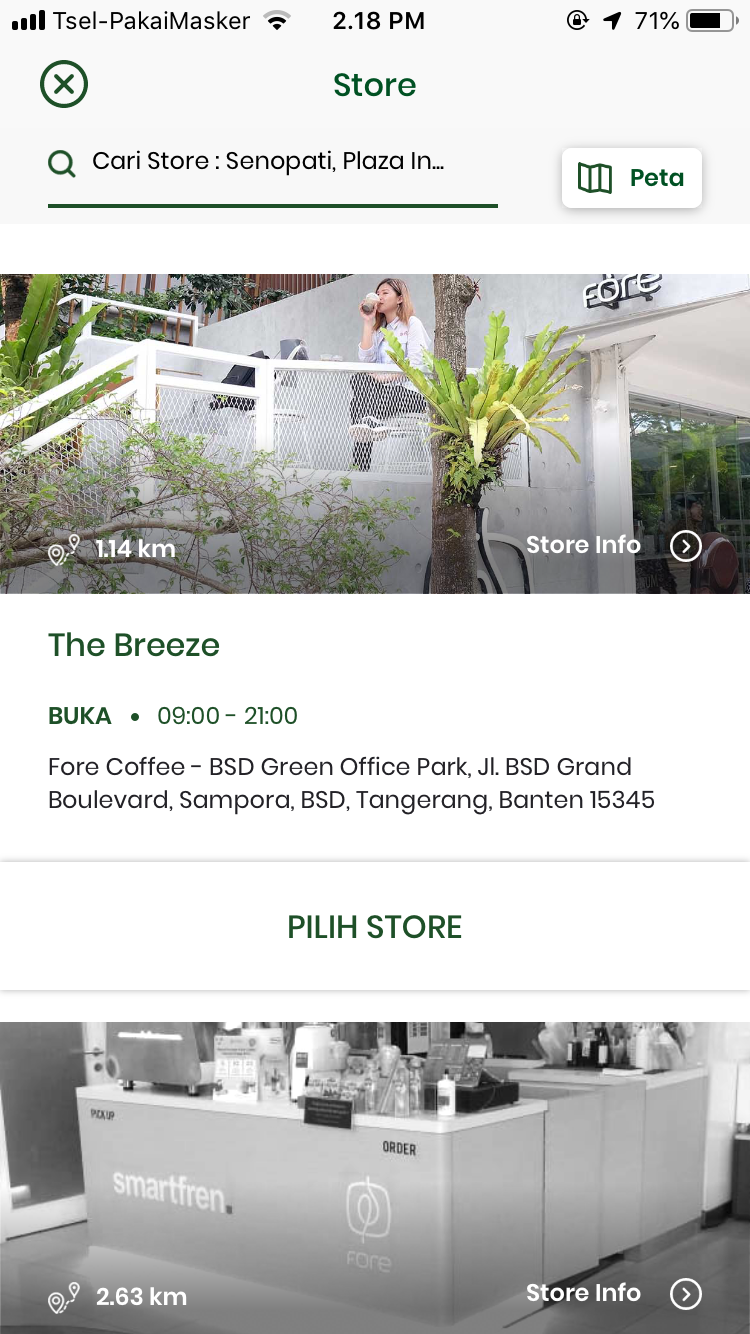 Tsel-PakaiMasker
2.18 PM
71%
Store
Cari Store : Senopati, Plaza In...
Peta
fore
1.14 km
Store Info
The Breeze
BUKA • 09:00 - 21:00
Fore Coffee - BSD Green Office Park, Jl. BSD Grand
Boulevard, Sampora, BSD, Tangerang, Banten 15345
PILIH STORE
PICK UP
ORDER
smartfren.
FORE
2.63 km
Store Info